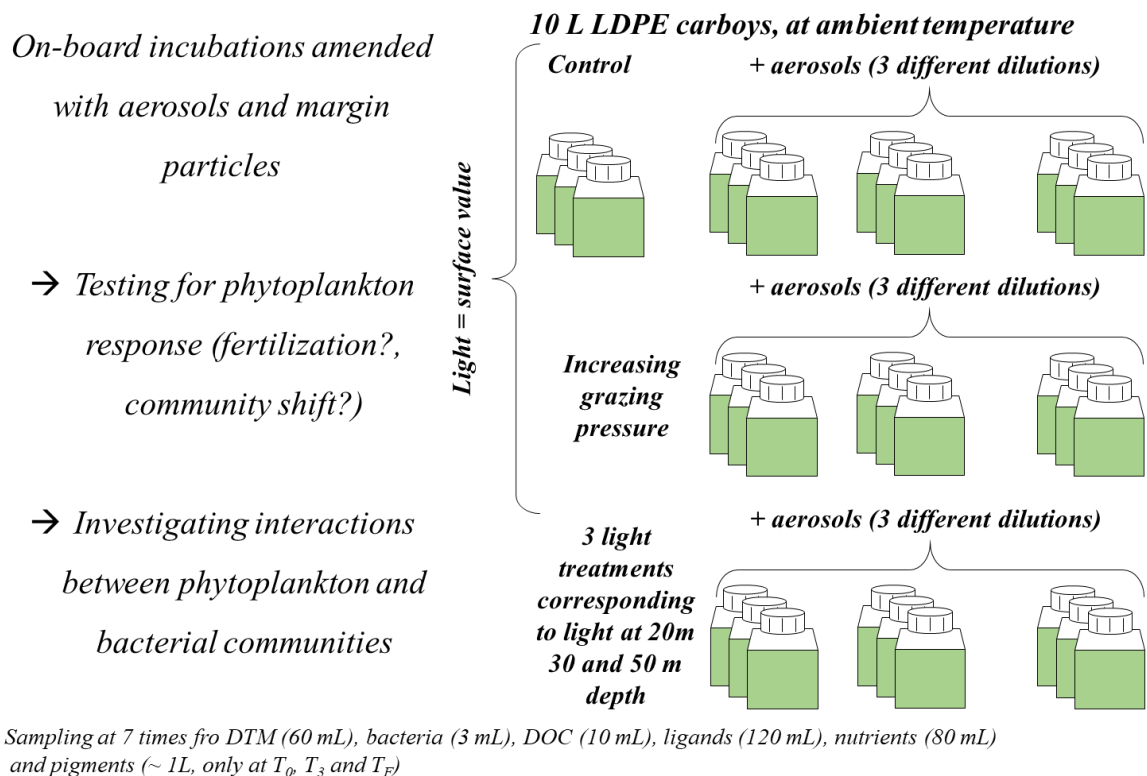 On-board incubations amended
with aerosols and margin
particles
→ Testing for phytoplankton
response (fertilization?,
community shift?)
→ Investigating interactions
between phytoplankton and
bacterial communities
Light = surface value
10 L LDPE carboys, at ambient temperature
Control
+ aerosols (3 different dilutions)
+ aerosols (3 different dilutions)
Increasing
grazing
pressure
+ aerosols (3 different dilutions)
3 light
treatments
corresponding
to light at 20m
30 and 50 m
depth
Sampling at 7 times fro DTM (60 mL), bacteria (3 mL), DOC (10 mL), ligands (120 mL), nutrients (80 mL)
and pigments (~ 1L, only at T0, T3 and TF)